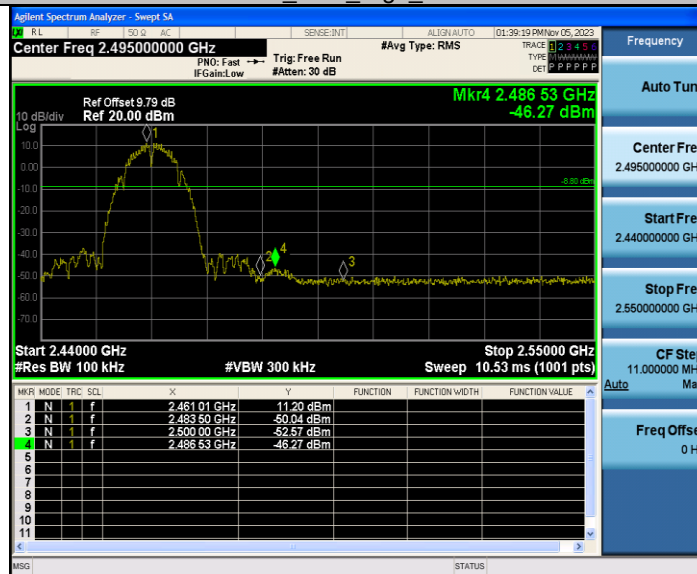 Agilent Spectrum Analyzer - Swept SA
RL RF 50 Ω AC SENSE:INT ALIGN AUTO 01:39:19 PM Nov 05, 2023
Center Freq 2.495000000 GHz #Avg Type: RMS TRACE 1 2 3 4 5 6
PNO: Fast Trig: Free Run TYPE M
IFGain:Low #Atten: 30 dB DET P P P P P P
Mkr4 2.486 53 GHz
-46.27 dBm
Ref Offset 9.79 dB
10 dB/div Ref 20.00 dBm
Log
1
10.0
0.00
-8.80 dBm
-10.0
-20.0
-30.0
-40.0
2 4 3
-50.0
-60.0
-70.0
Start 2.44000 GHz Stop 2.55000 GHz
#Res BW 100 kHz #VBW 300 kHz Sweep 10.53 ms (1001 pts)
MKR MODE TRC SCL X Y FUNCTION FUNCTION WIDTH FUNCTION VALUE
1 N 1 f 2.461 01 GHz 11.20 dBm
2 N 1 f 2.483 50 GHz -50.04 dBm
3 N 1 f 2.500 00 GHz -52.57 dBm
4 N 1 f 2.486 53 GHz -46.27 dBm
5
6
7
8
9
10
11
MSG STATUS
Frequency
Auto Tun
Center Fre
2.495000000 GH
Start Fre
2.440000000 GH
Stop Fre
2.550000000 GH
CF Ste
11.000000 MH
Auto Ma
Freq Offse
0 H